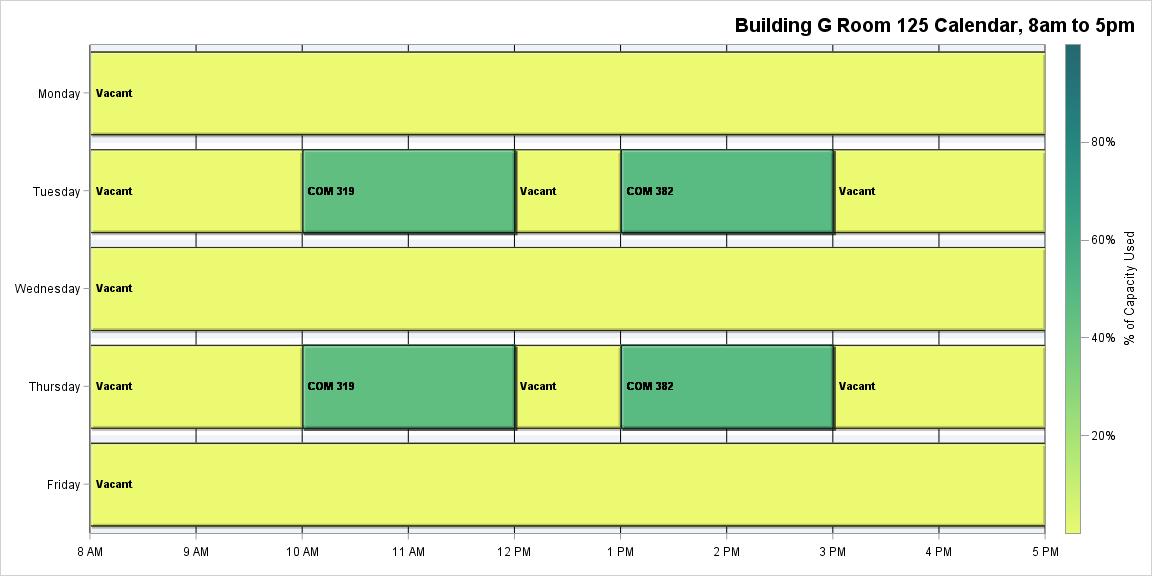 Building G Room 125 Calendar, 8am to 5pm
Monday
Vacant
Tuesday
Vacant
COM 319
Vacant
COM 382
Vacant
Wednesday
Vacant
Thursday
Vacant
COM 319
Vacant
COM 382
Vacant
Friday
Vacant
8 AM
9 AM
10 AM
11 AM
12 PM
1 PM
2 PM
3 PM
4 PM
5 PM
80%
60%
40%
20%
% of Capacity Used